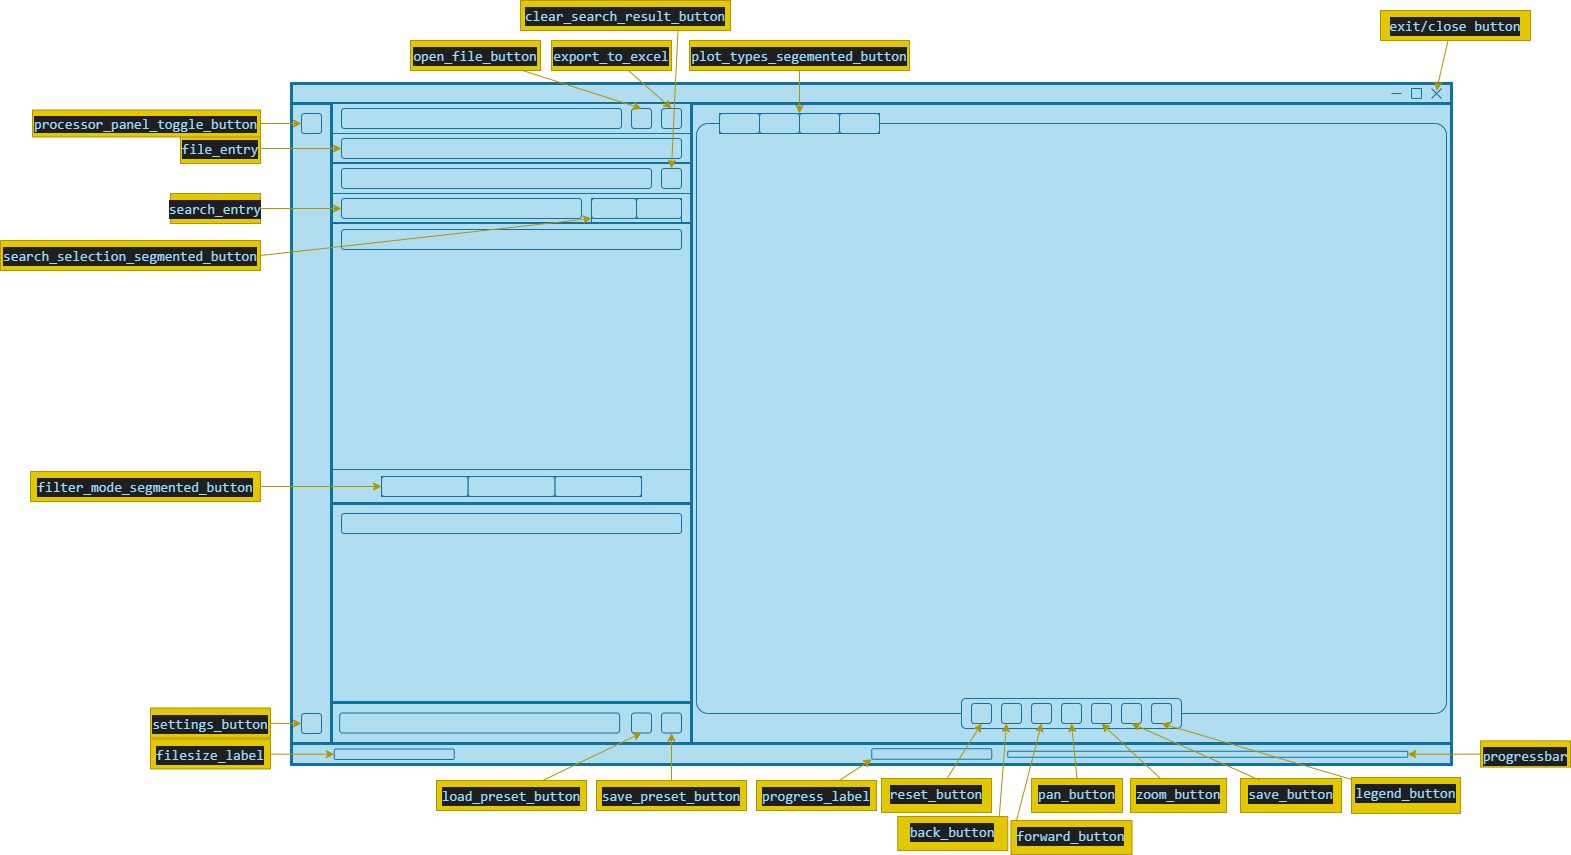 clear_search_result_button
exit/close button
open_file_button
export_to_excel
plot_types_segemented_button
processor_panel_toggle_button
file_entry
search_entry
search_selection_segmented_button
filter_mode_segmented_button
settings_button
filesize_label
progressbar
load_preset_button
save_preset_button
progress_label
reset_button
pan_button
zoom_button
save_button
legend_button
back_button
forward_button